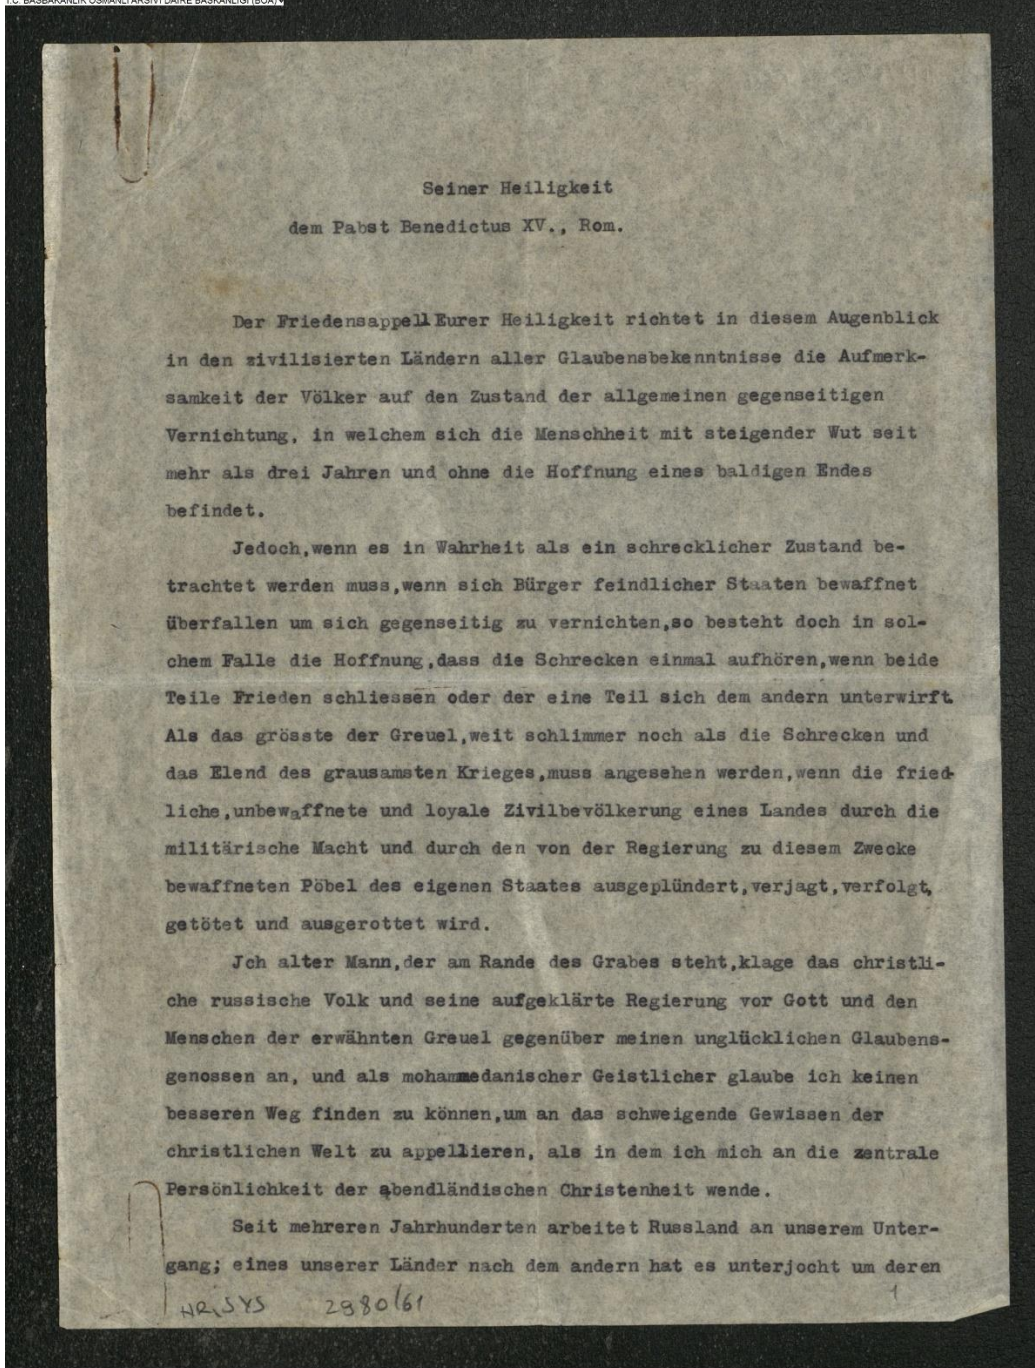 T.C. BAŞBAKANLIK OSMANLI ARŞİVİ DAİRE BAŞKANLIĞI (BOA)
Seiner Heiligkeit
dem Pabst Benedictus XV., Rom.
Der Friedensappell Eurer Heiligkeit richtet in diesem Augenblick
in den zivilisierten Ländern aller Glaubensbekenntnisse die Aufmerk-
samkeit der Völker auf den Zustand der allgemeinen gegenseitigen
Vernichtung, in welchem sich die Menschheit mit steigender Wut seit
mehr als drei Jahren und ohne die Hoffnung eines baldigen Endes
befindet.
Jedoch,wenn es in Wahrheit als ein schrecklicher Zustand be-
trachtet werden muss,wenn sich Bürger feindlicher Staaten bewaffnet
überfallen um sich gegenseitig zu vernichten,so besteht doch in sol-
chem Falle die Hoffnung,dass die Schrecken einmal aufhören,wenn beide
Teile Frieden schliessen oder der eine Teil sich dem andern unterwirft.
Als das grösste der Greuel,weit schlimmer noch als die Schrecken und
das Elend des grausamsten Krieges,muss angesehen werden,wenn die fried-
liche,unbewaffnete und loyale Zivilbevölkerung eines Landes durch die
militärische Macht und durch den von der Regierung zu diesem Zwecke
bewaffneten Pöbel des eigenen Staates ausgeplündert,verjagt,verfolgt,
getötet und ausgerottet wird.
Jch alter Mann,der am Rande des Grabes steht,klage das christli-
che russische Volk und seine aufgeklärte Regierung vor Gott und den
Menschen der erwähnten Greuel gegenüber meinen unglücklichen Glaubens-
genossen an, und als mohammedanischer Geistlicher glaube ich keinen
besseren Weg finden zu können,um an das schweigende Gewissen der
christlichen Welt zu appellieren, als in dem ich mich an die zentrale
Persönlichkeit der abendländischen Christenheit wende.
Seit mehreren Jahrhunderten arbeitet Russland an unserem Unter-
gang; eines unserer Länder nach dem andern hat es unterjocht um deren
HR.SYS 2980/61
1